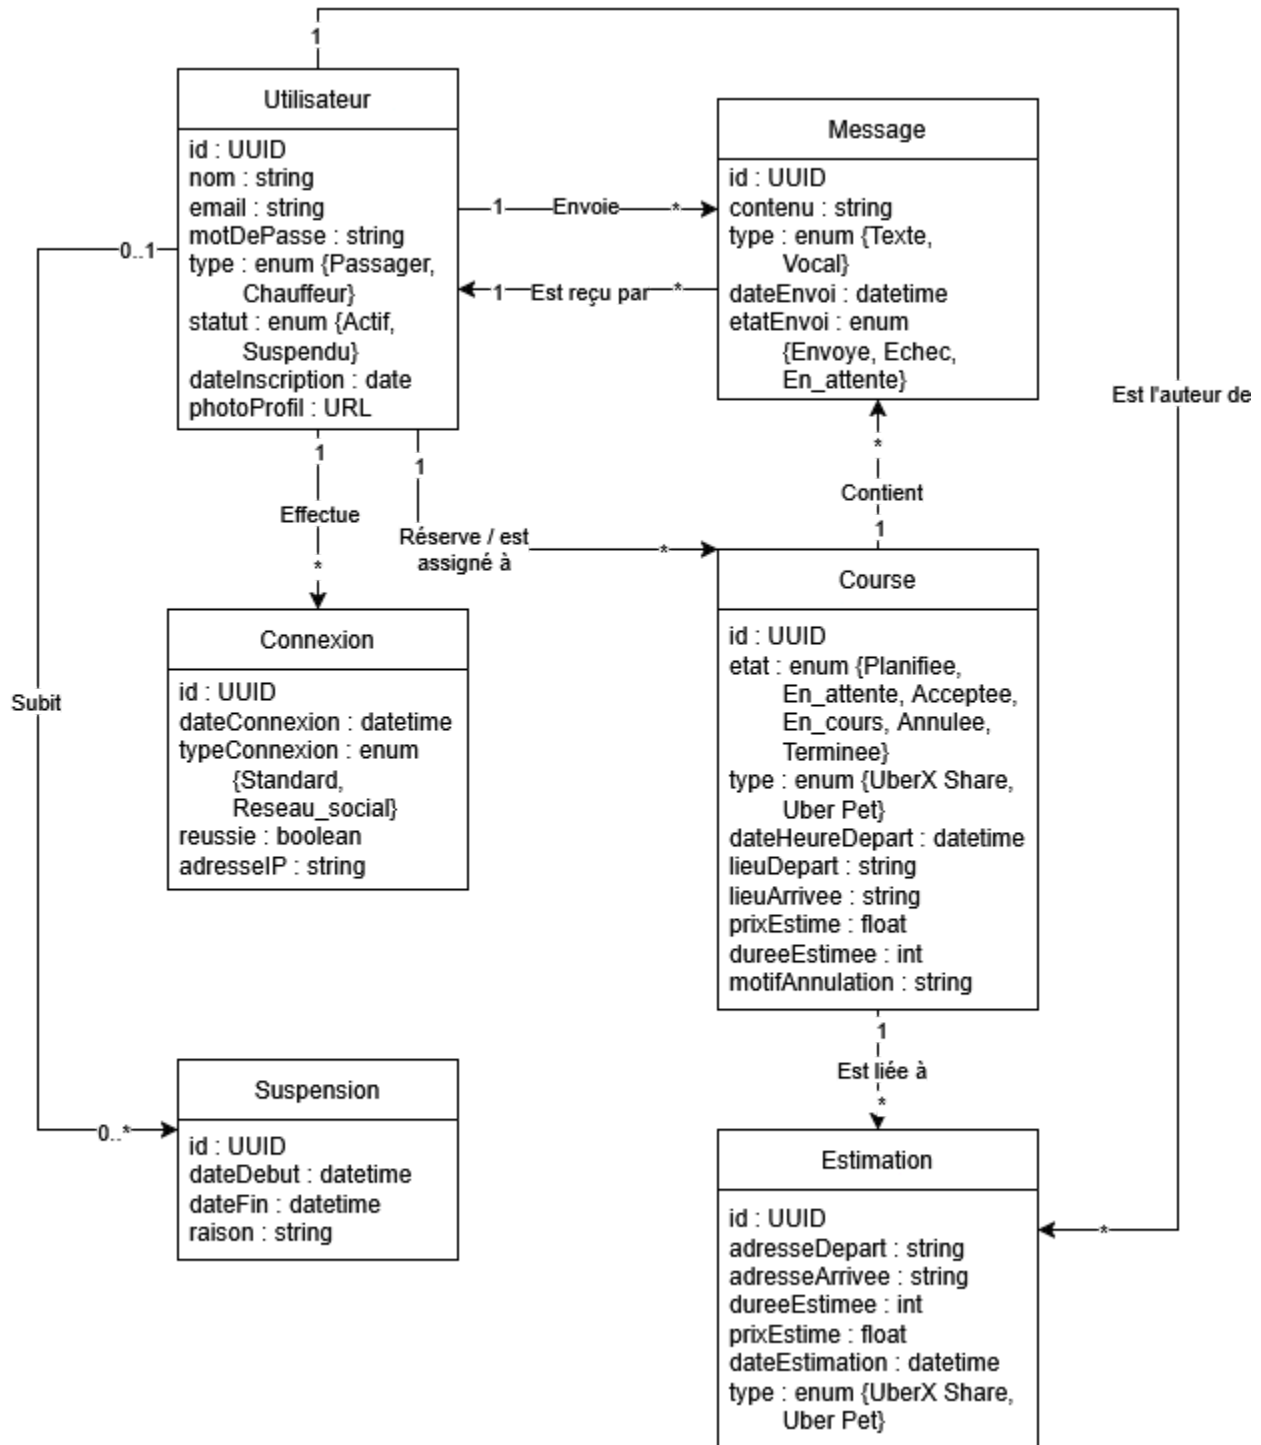 1
Utilisateur
id : UUID
nom : string
email : string
motDePasse : string
type : enum {Passager,
Chauffeur}
statut : enum {Actif,
Suspendu}
dateInscription : date
photoProfil : URL
Message
id : UUID
contenu : string
type : enum {Texte,
Vocal}
dateEnvoi : datetime
etatEnvoi : enum
{Envoye, Echec,
En_attente}
1 Envoie *
1 Est reçu par *
0..1
Est l'auteur de
1
Effectue
*
1
Réserve / est
assigné à
*
*
Contient
1
Connexion
id : UUID
dateConnexion : datetime
typeConnexion : enum
{Standard,
Reseau_social}
reussie : boolean
adresseIP : string
Course
id : UUID
etat : enum {Planifiee,
En_attente, Acceptee,
En_cours, Annulee,
Terminee}
type : enum {UberX Share,
Uber Pet}
dateHeureDepart : datetime
lieuDepart : string
lieuArrivee : string
prixEstime : float
dureeEstimee : int
motifAnnulation : string
Subit
1
Est liée à
*
0..*
Suspension
id : UUID
dateDebut : datetime
dateFin : datetime
raison : string
Estimation
id : UUID
adresseDepart : string
adresseArrivee : string
dureeEstimee : int
prixEstime : float
dateEstimation : datetime
type : enum {UberX Share,
Uber Pet}
*